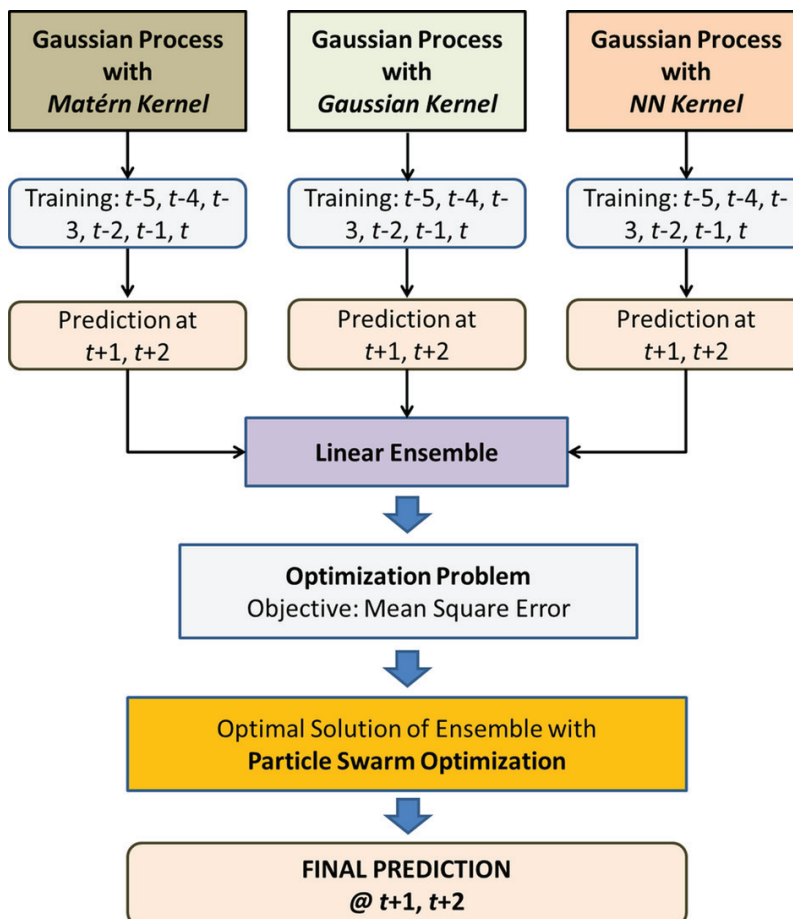 Gaussian Process
with
Matérn Kernel
Gaussian Process
with
Gaussian Kernel
Gaussian Process
with
NN Kernel
Training: t-5, t-4, t-
3, t-2, t-1, t
Training: t-5, t-4, t-
3, t-2, t-1, t
Training: t-5, t-4, t-
3, t-2, t-1, t
Prediction at
t+1, t+2
Prediction at
t+1, t+2
Prediction at
t+1, t+2
Linear Ensemble
Optimization Problem
Objective: Mean Square Error
Optimal Solution of Ensemble with
Particle Swarm Optimization
FINAL PREDICTION
@ t+1, t+2